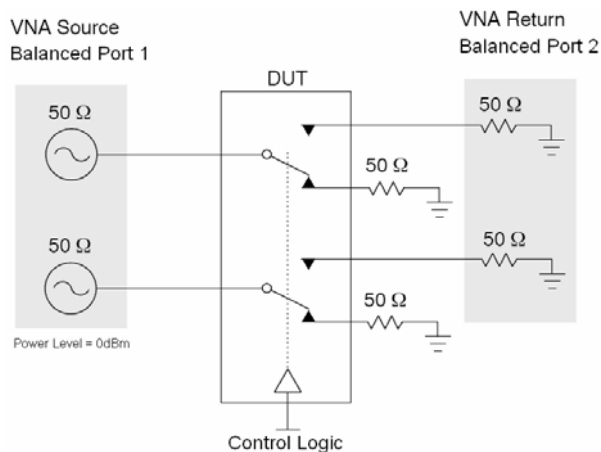 VNA Source
Balanced Port 1
VNA Return
Balanced Port 2
DUT
50 Ω
50 Ω
50 Ω
50 Ω
50 Ω
50 Ω
Power Level = 0dBm
Control Logic